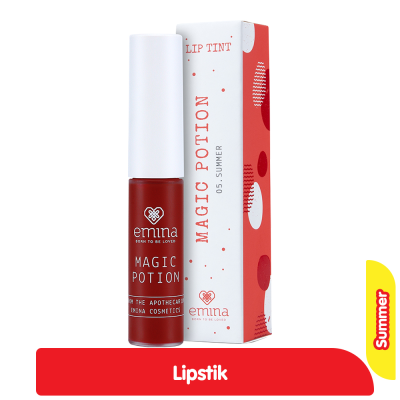 emina
BORN TO BE LOVED
MAGIC
POTION
THE APOTHECARY
EMINA COSMETICS
LIP TINT
MAGIC POTION
05. SUMMER
emina
BORN TO BE LOVED
Summer
Lipstik